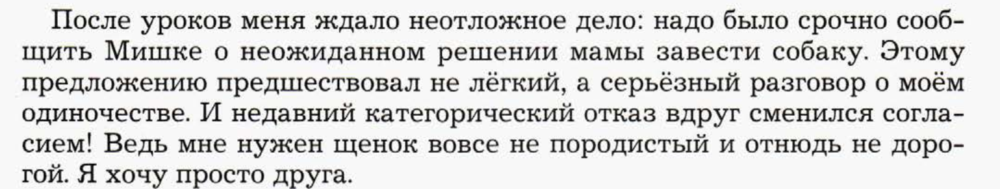 После уроков меня ждало неотложное дело: надо было срочно сооб-
щить Мишке о неожиданном решении мамы завести собаку. Этому
предложению предшествовал не лёгкий, а серьёзный разговор о моём
одиночестве. И недавний категорический отказ вдруг сменился согла-
сием! Ведь мне нужен щенок вовсе не породистый и отнюдь не доро-
гой. Я хочу просто друга.